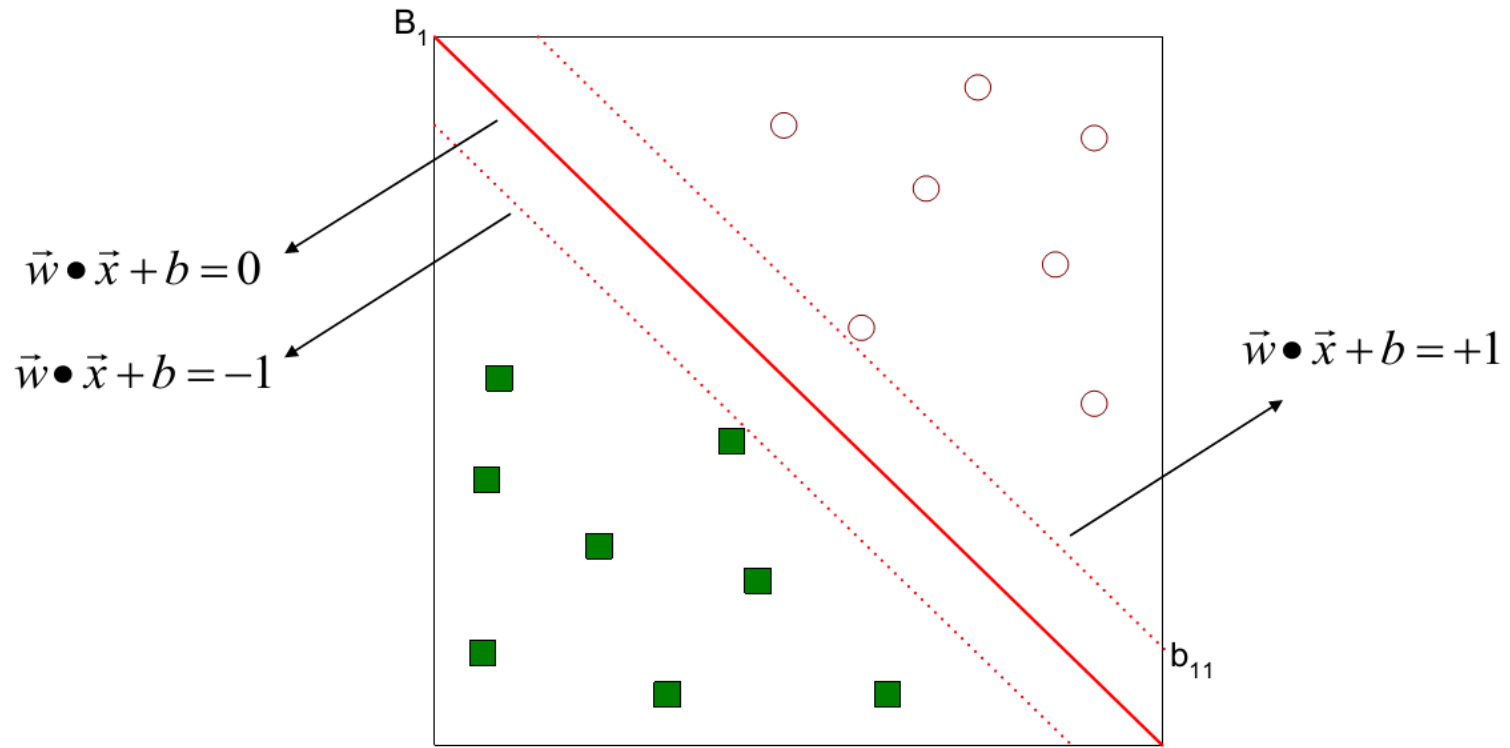 B₁
w⃗ ● x⃗ + b = 0
w⃗ ● x⃗ + b = −1
w⃗ ● x⃗ + b = +1
b₁₁